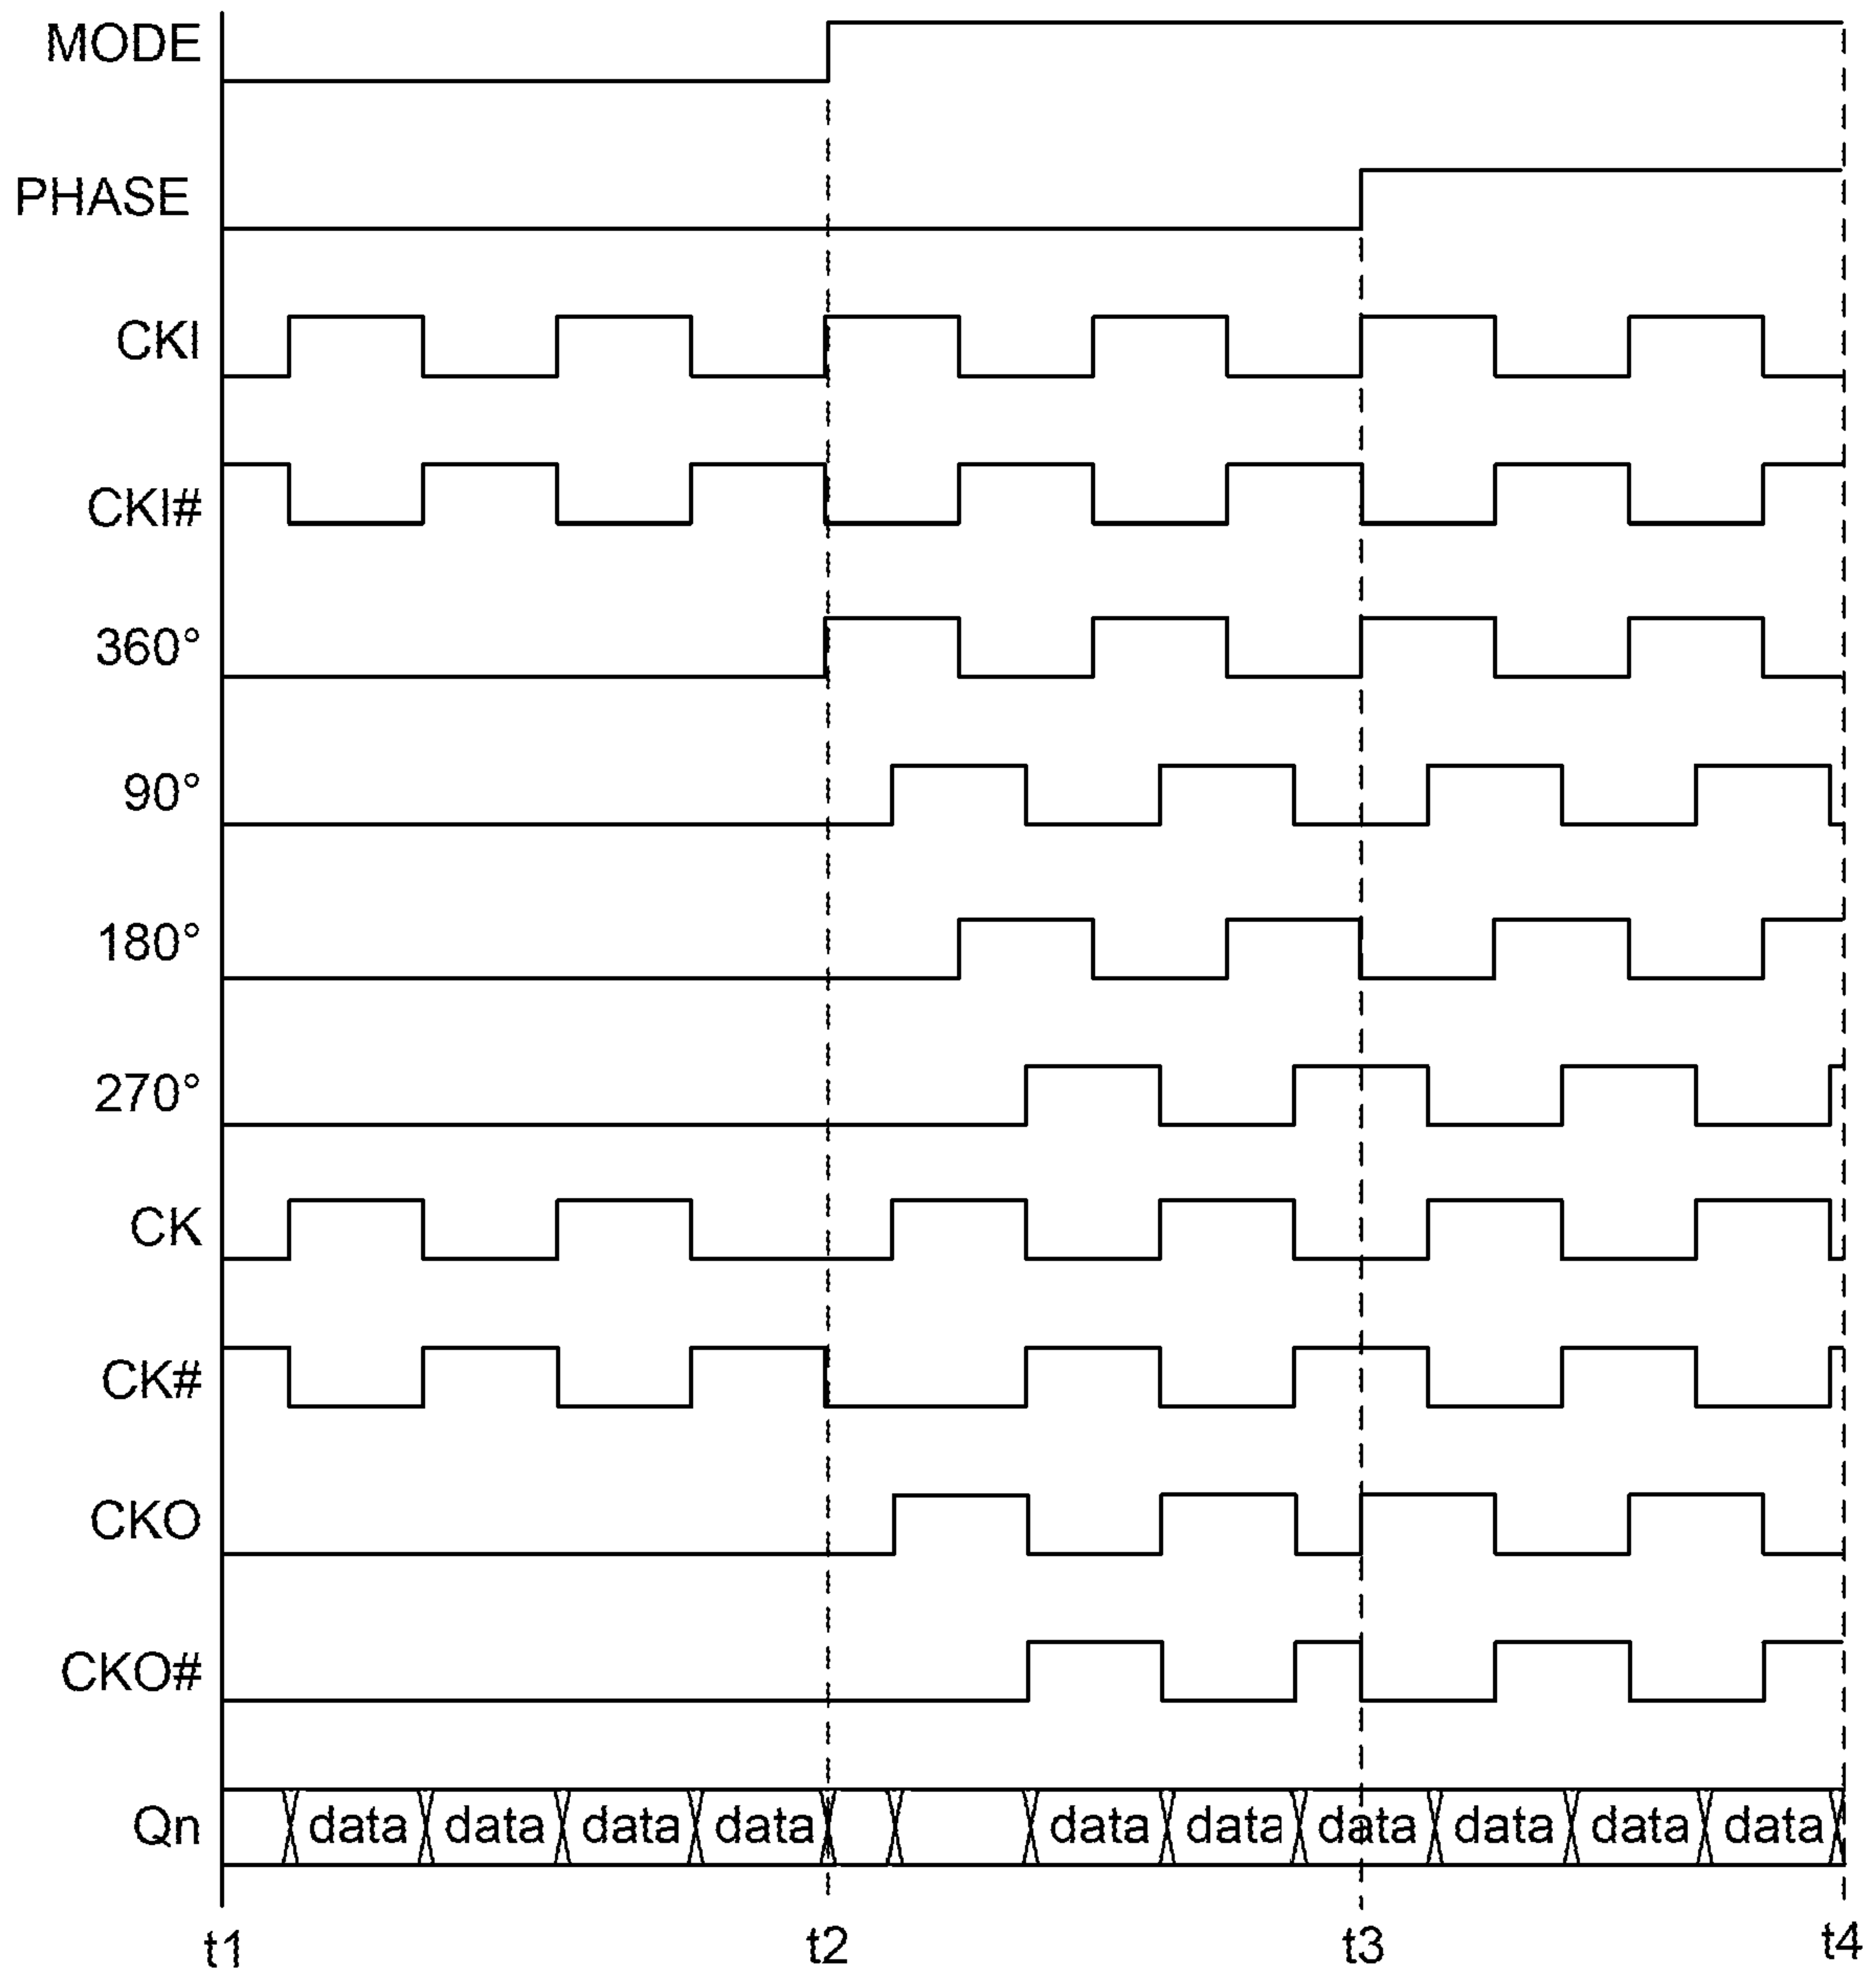 MODE
PHASE
CKI
CKI#
360°
90°
180°
270°
CK
CK#
CKO
CKO#
Qn data data data data data data data data data data
t1 t2 t3 t4